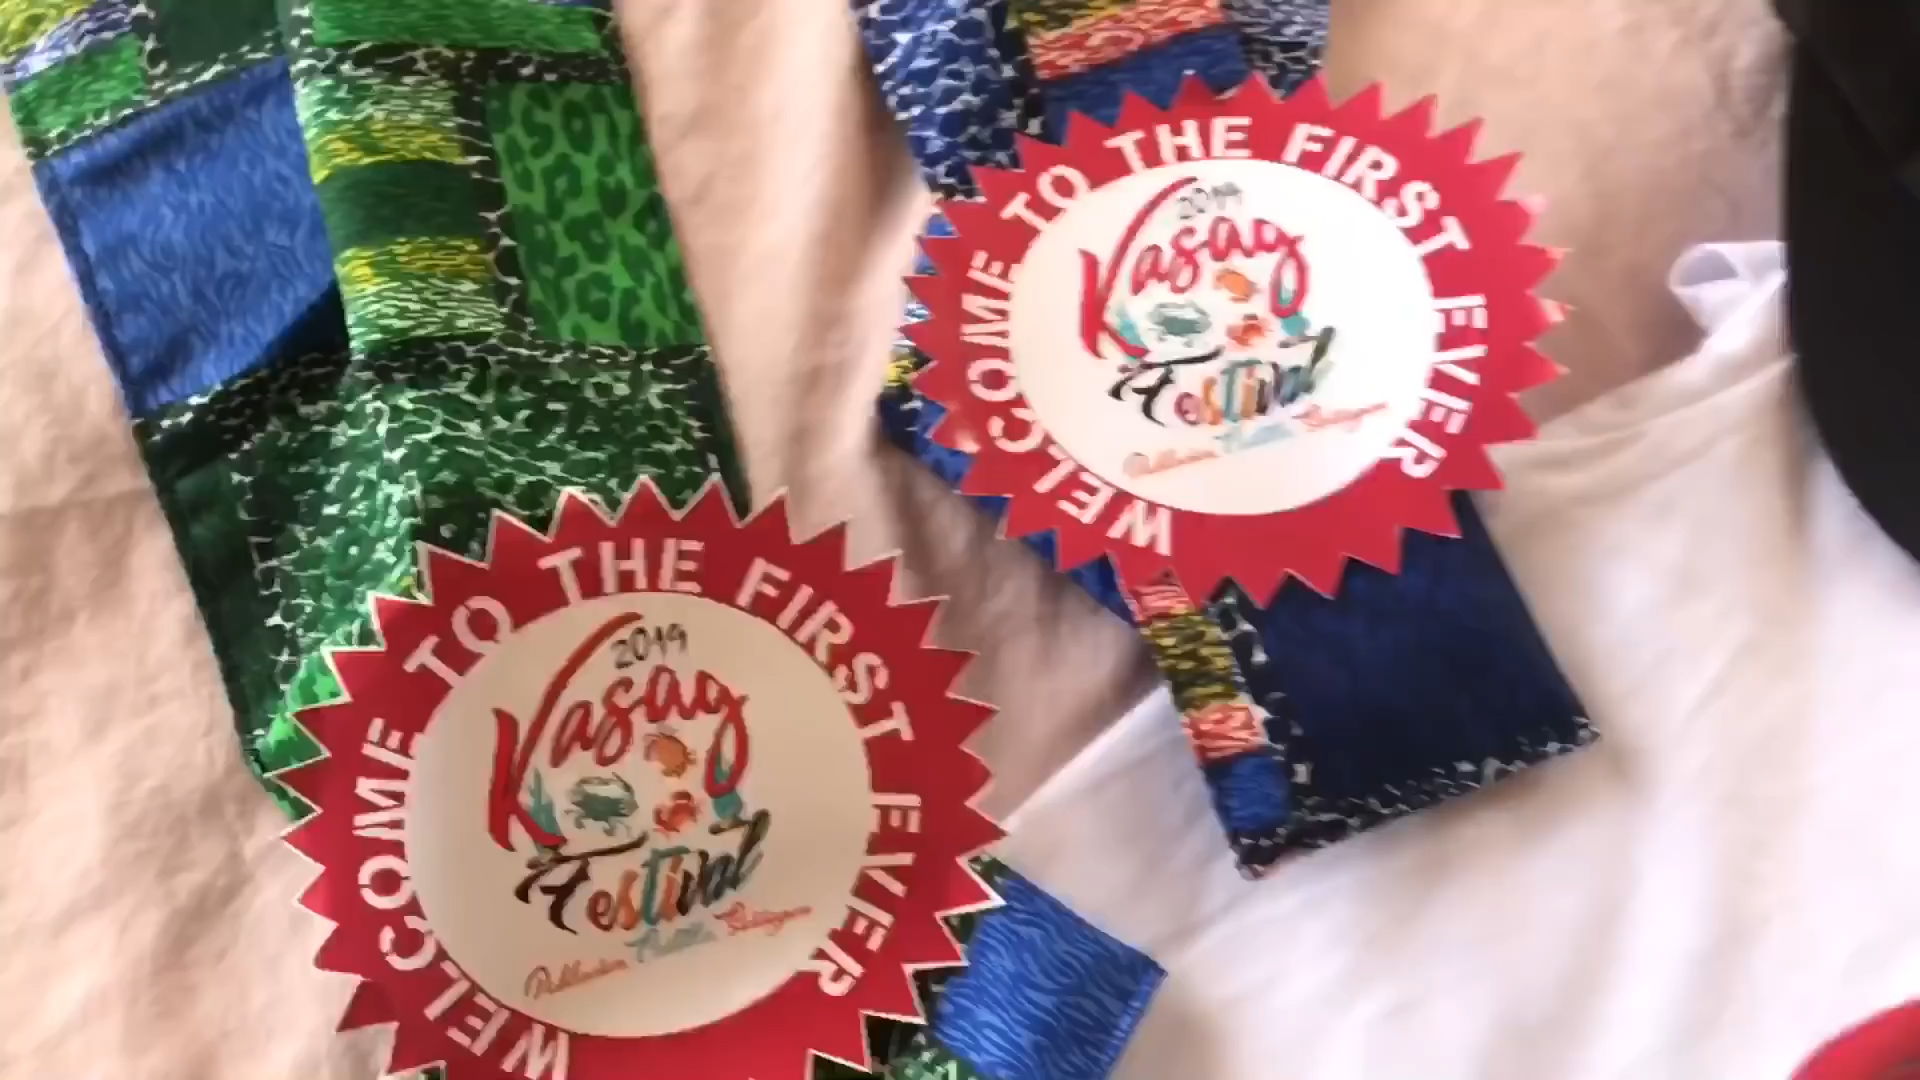 WELCOME TO THE FIRST EVER
2019
Kasag
Festival
WELCOME TO THE FIRST EVER
2019
Kasag
Festival